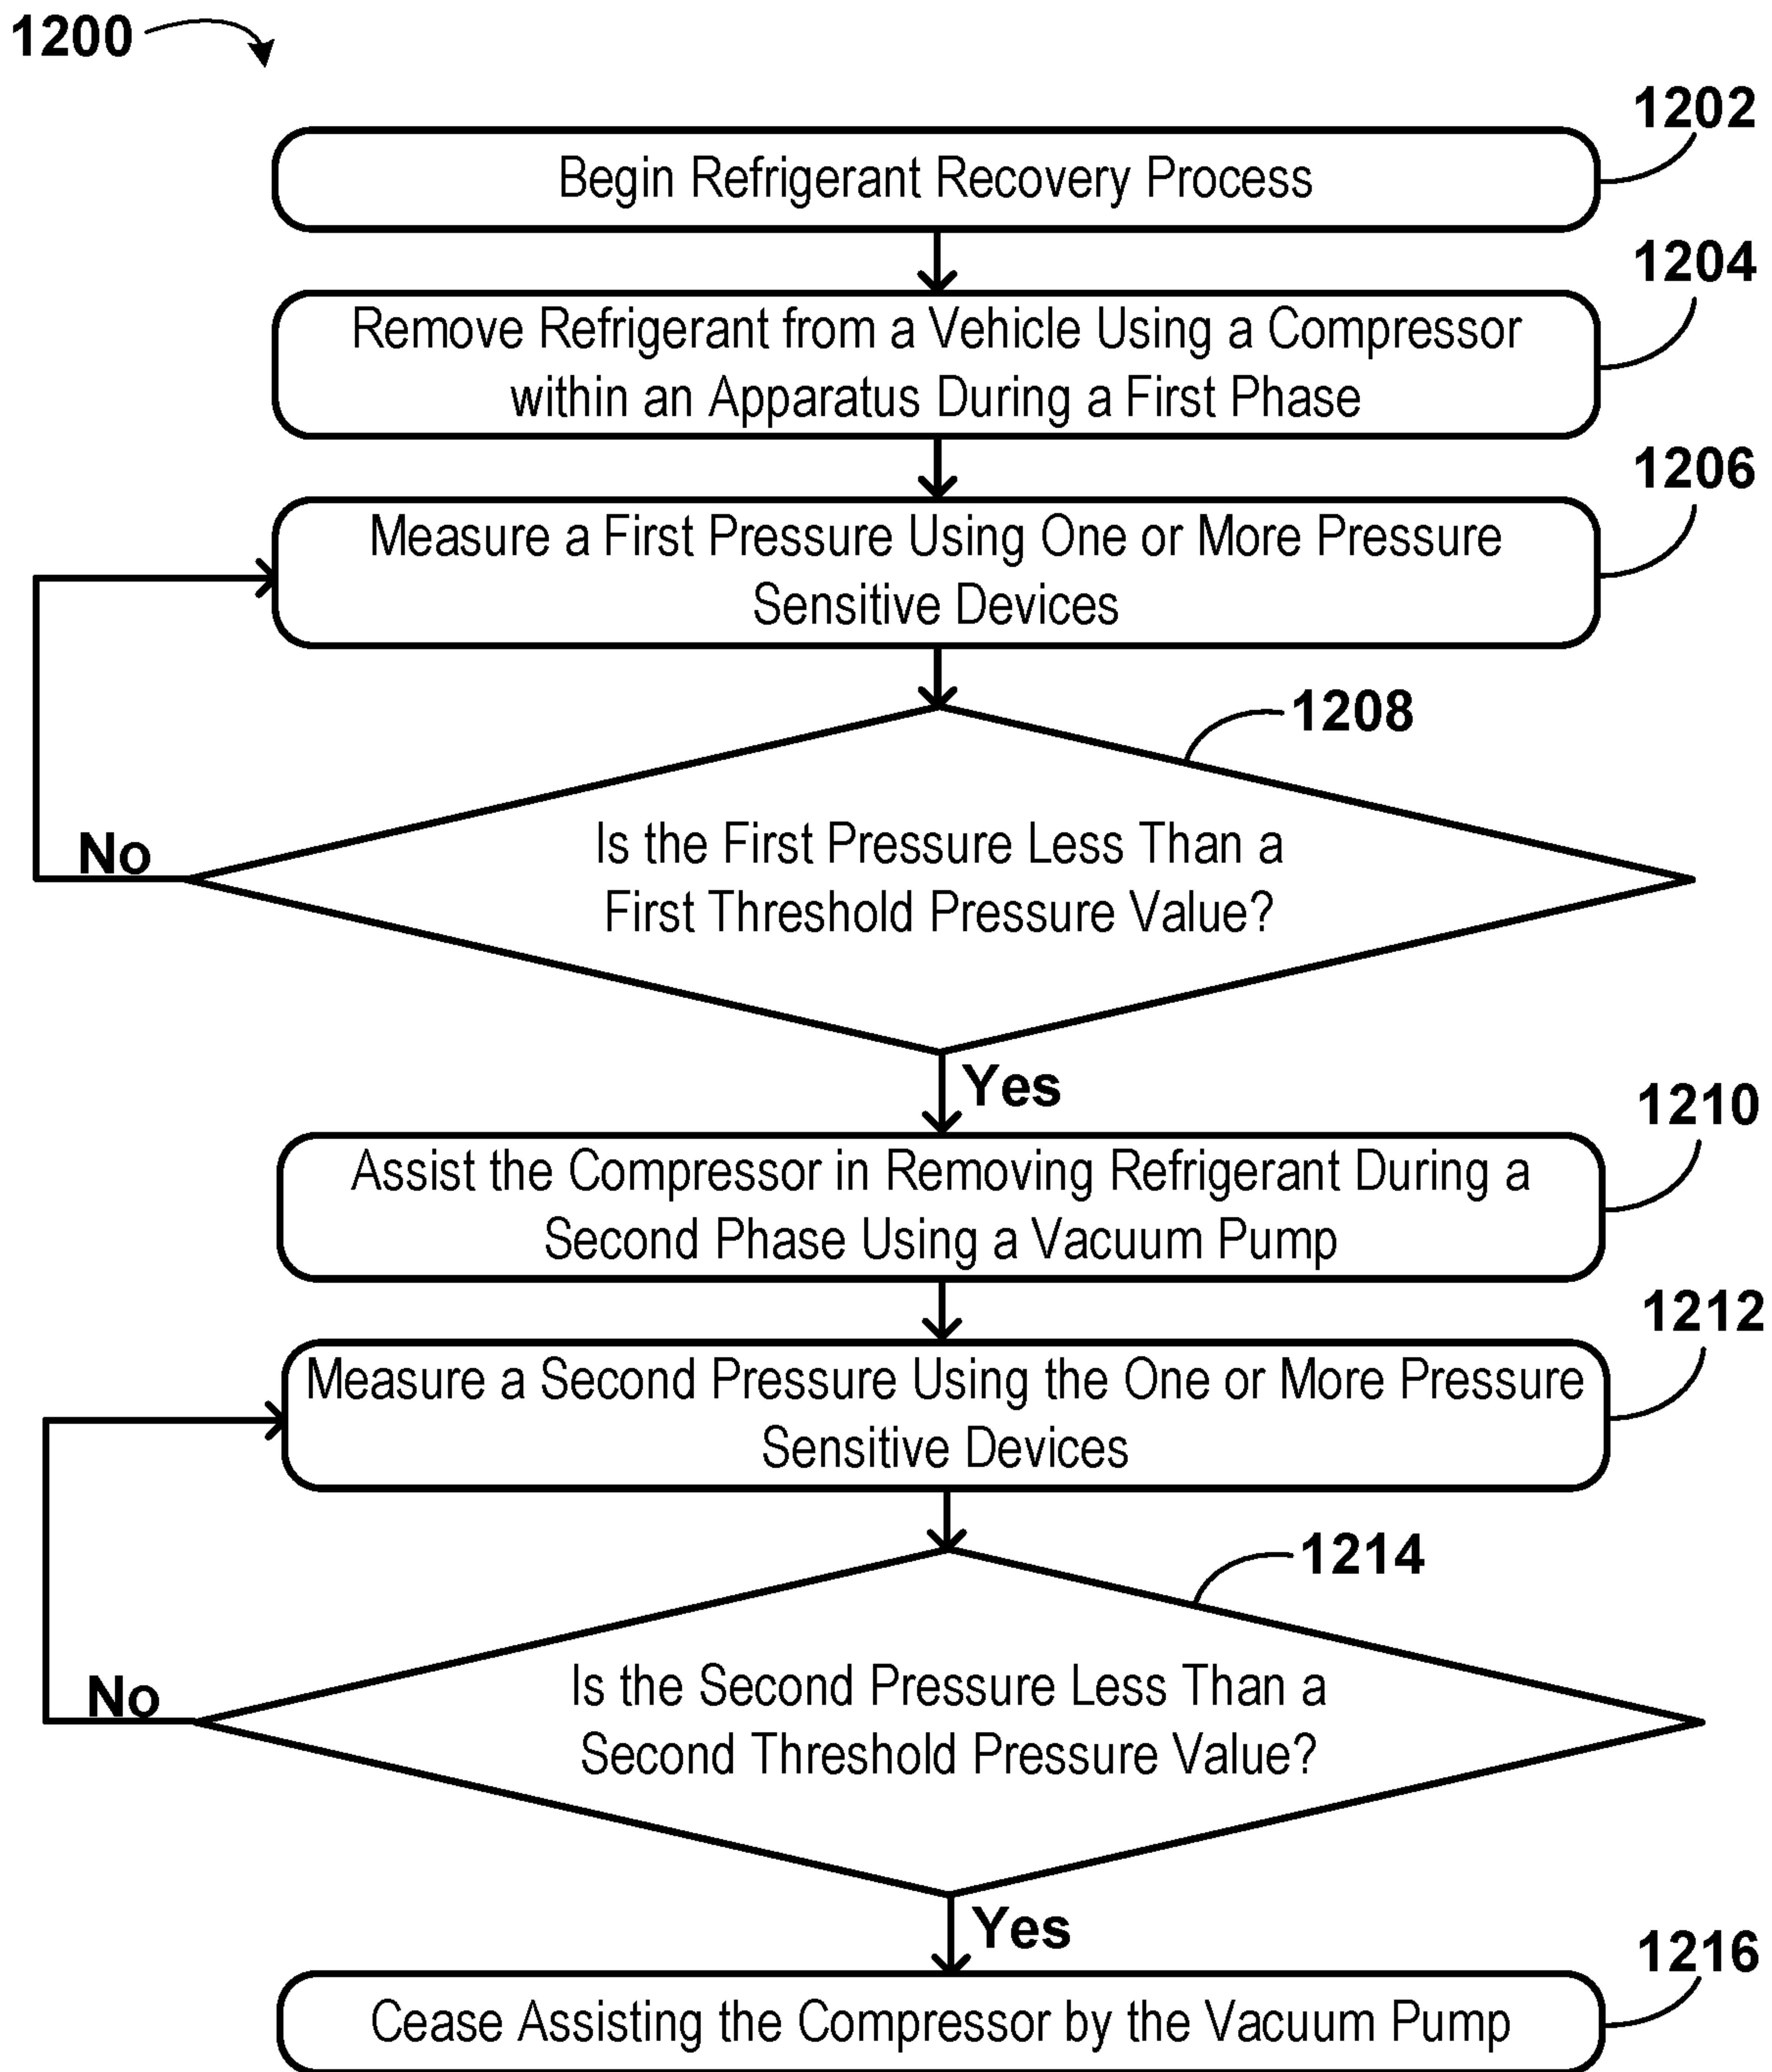 1200
1202
Begin Refrigerant Recovery Process
1204
Remove Refrigerant from a Vehicle Using a Compressor
within an Apparatus During a First Phase
1206
Measure a First Pressure Using One or More Pressure
Sensitive Devices
1208
Is the First Pressure Less Than a
First Threshold Pressure Value?
No
Yes
1210
Assist the Compressor in Removing Refrigerant During a
Second Phase Using a Vacuum Pump
1212
Measure a Second Pressure Using the One or More Pressure
Sensitive Devices
1214
Is the Second Pressure Less Than a
Second Threshold Pressure Value?
No
Yes
1216
Cease Assisting the Compressor by the Vacuum Pump